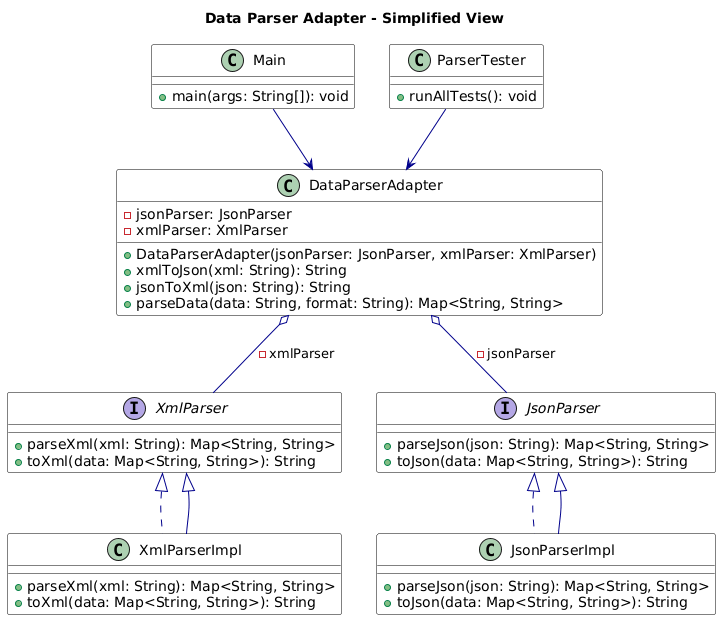 Data Parser Adapter - Simplified View
C Main
main(args: String[]): void
C ParserTester
runAllTests(): void
C DataParserAdapter
jsonParser: JsonParser
xmlParser: XmlParser
DataParserAdapter(jsonParser: JsonParser, xmlParser: XmlParser)
xmlToJson(xml: String): String
jsonToXml(json: String): String
parseData(data: String, format: String): Map<String, String>
xmlParser
jsonParser
I XmlParser
parseXml(xml: String): Map<String, String>
toXml(data: Map<String, String>): String
I JsonParser
parseJson(json: String): Map<String, String>
toJson(data: Map<String, String>): String
C XmlParserImpl
parseXml(xml: String): Map<String, String>
toXml(data: Map<String, String>): String
C JsonParserImpl
parseJson(json: String): Map<String, String>
toJson(data: Map<String, String>): String